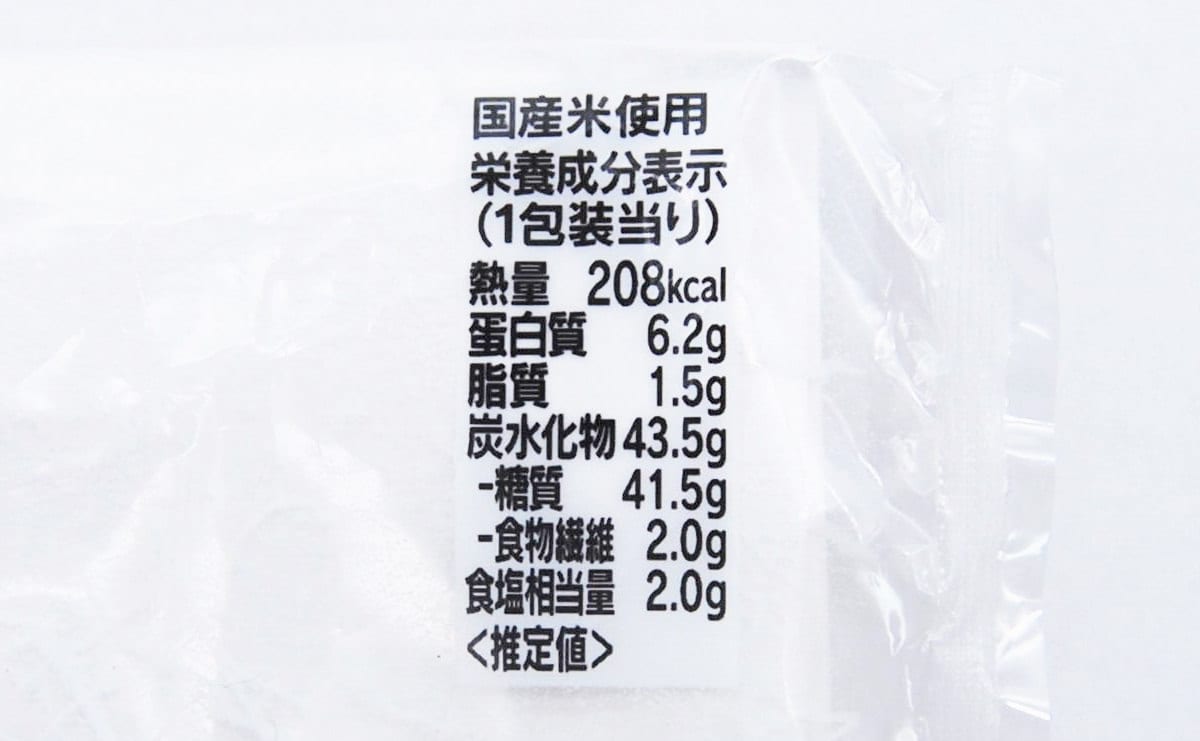 国産米使用
栄養成分表示
(1包装当り)
熱量 208kcal
蛋白質 6.2g
脂質 1.5g
炭水化物 43.5g
-糖質 41.5g
-食物繊維 2.0g
食塩相当量 2.0g
<推定値>